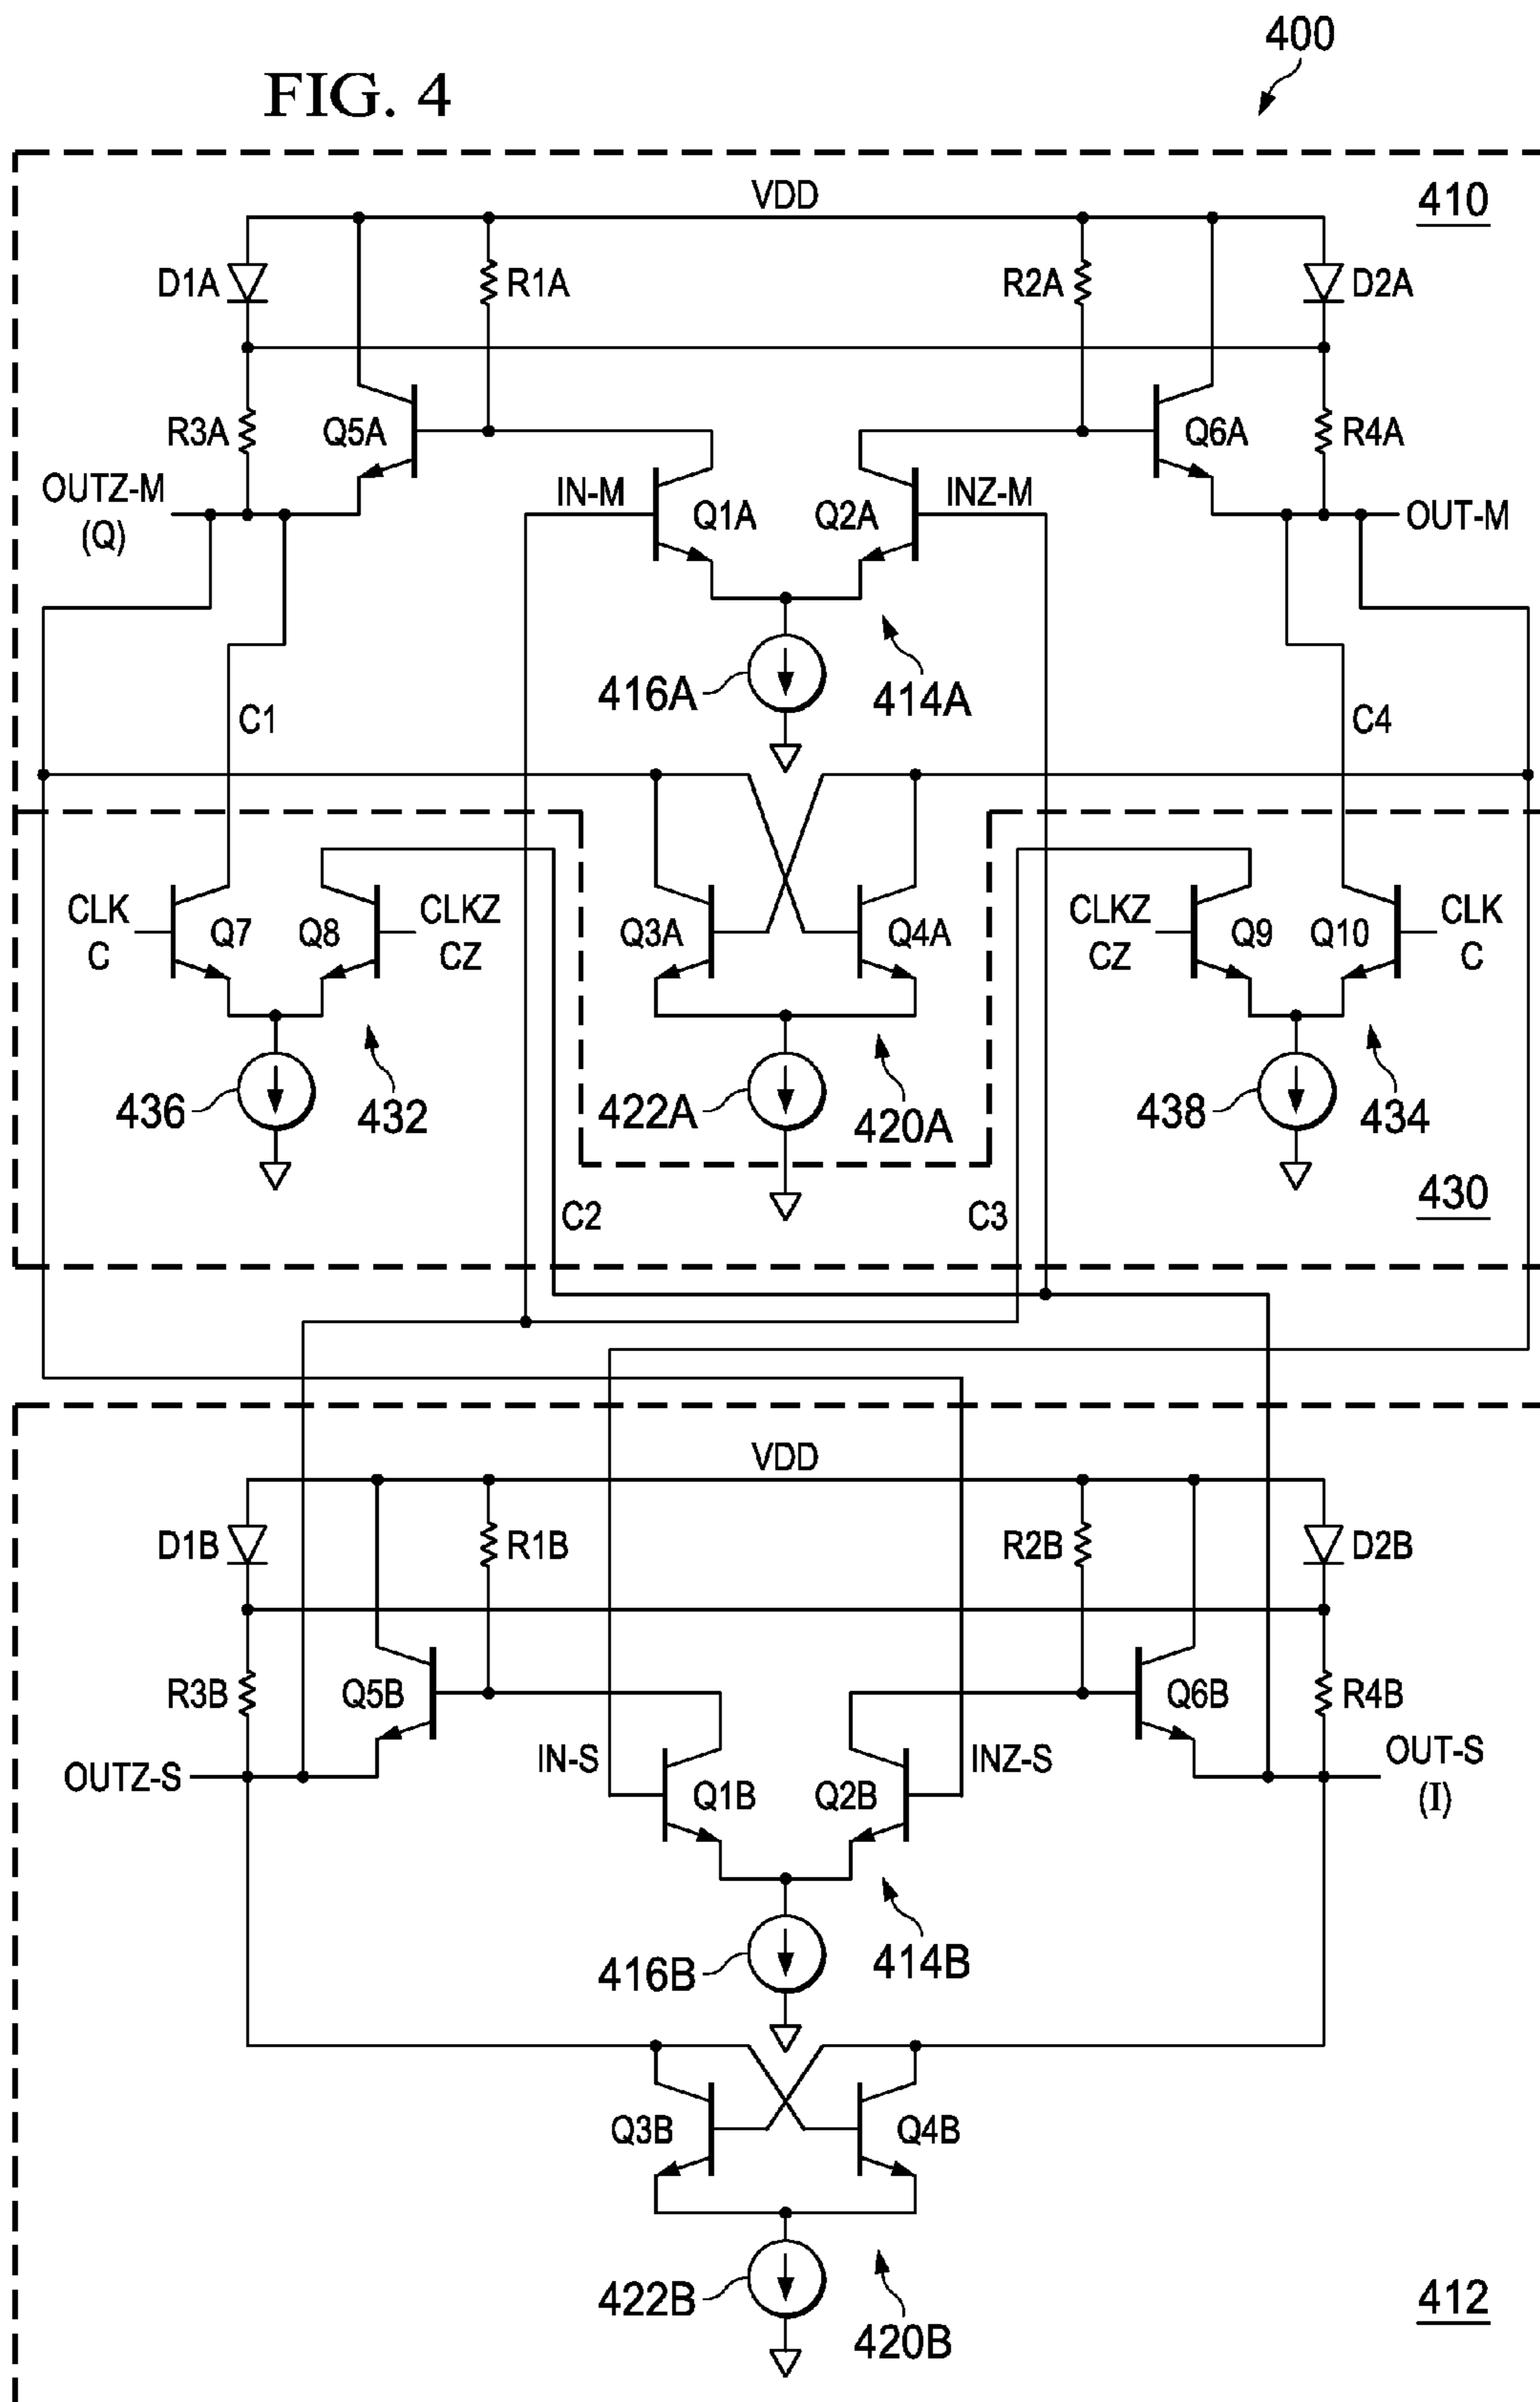 400
FIG. 4
VDD
410
D1A
R1A
R2A
D2A
R3A
Q5A
Q6A
R4A
OUTZ-M
(Q)
IN-M
Q1A
Q2A
INZ-M
OUT-M
416A
414A
C1
C4
CLK
C
Q7
Q8
CLKZ
CZ
Q3A
Q4A
CLKZ
CZ
Q9
Q10
CLK
C
436
432
422A
420A
438
434
C2
C3
430
VDD
D1B
R1B
R2B
D2B
R3B
Q5B
Q6B
R4B
OUTZ-S
IN-S
Q1B
Q2B
INZ-S
OUT-S
(I)
416B
414B
Q3B
Q4B
422B
420B
412